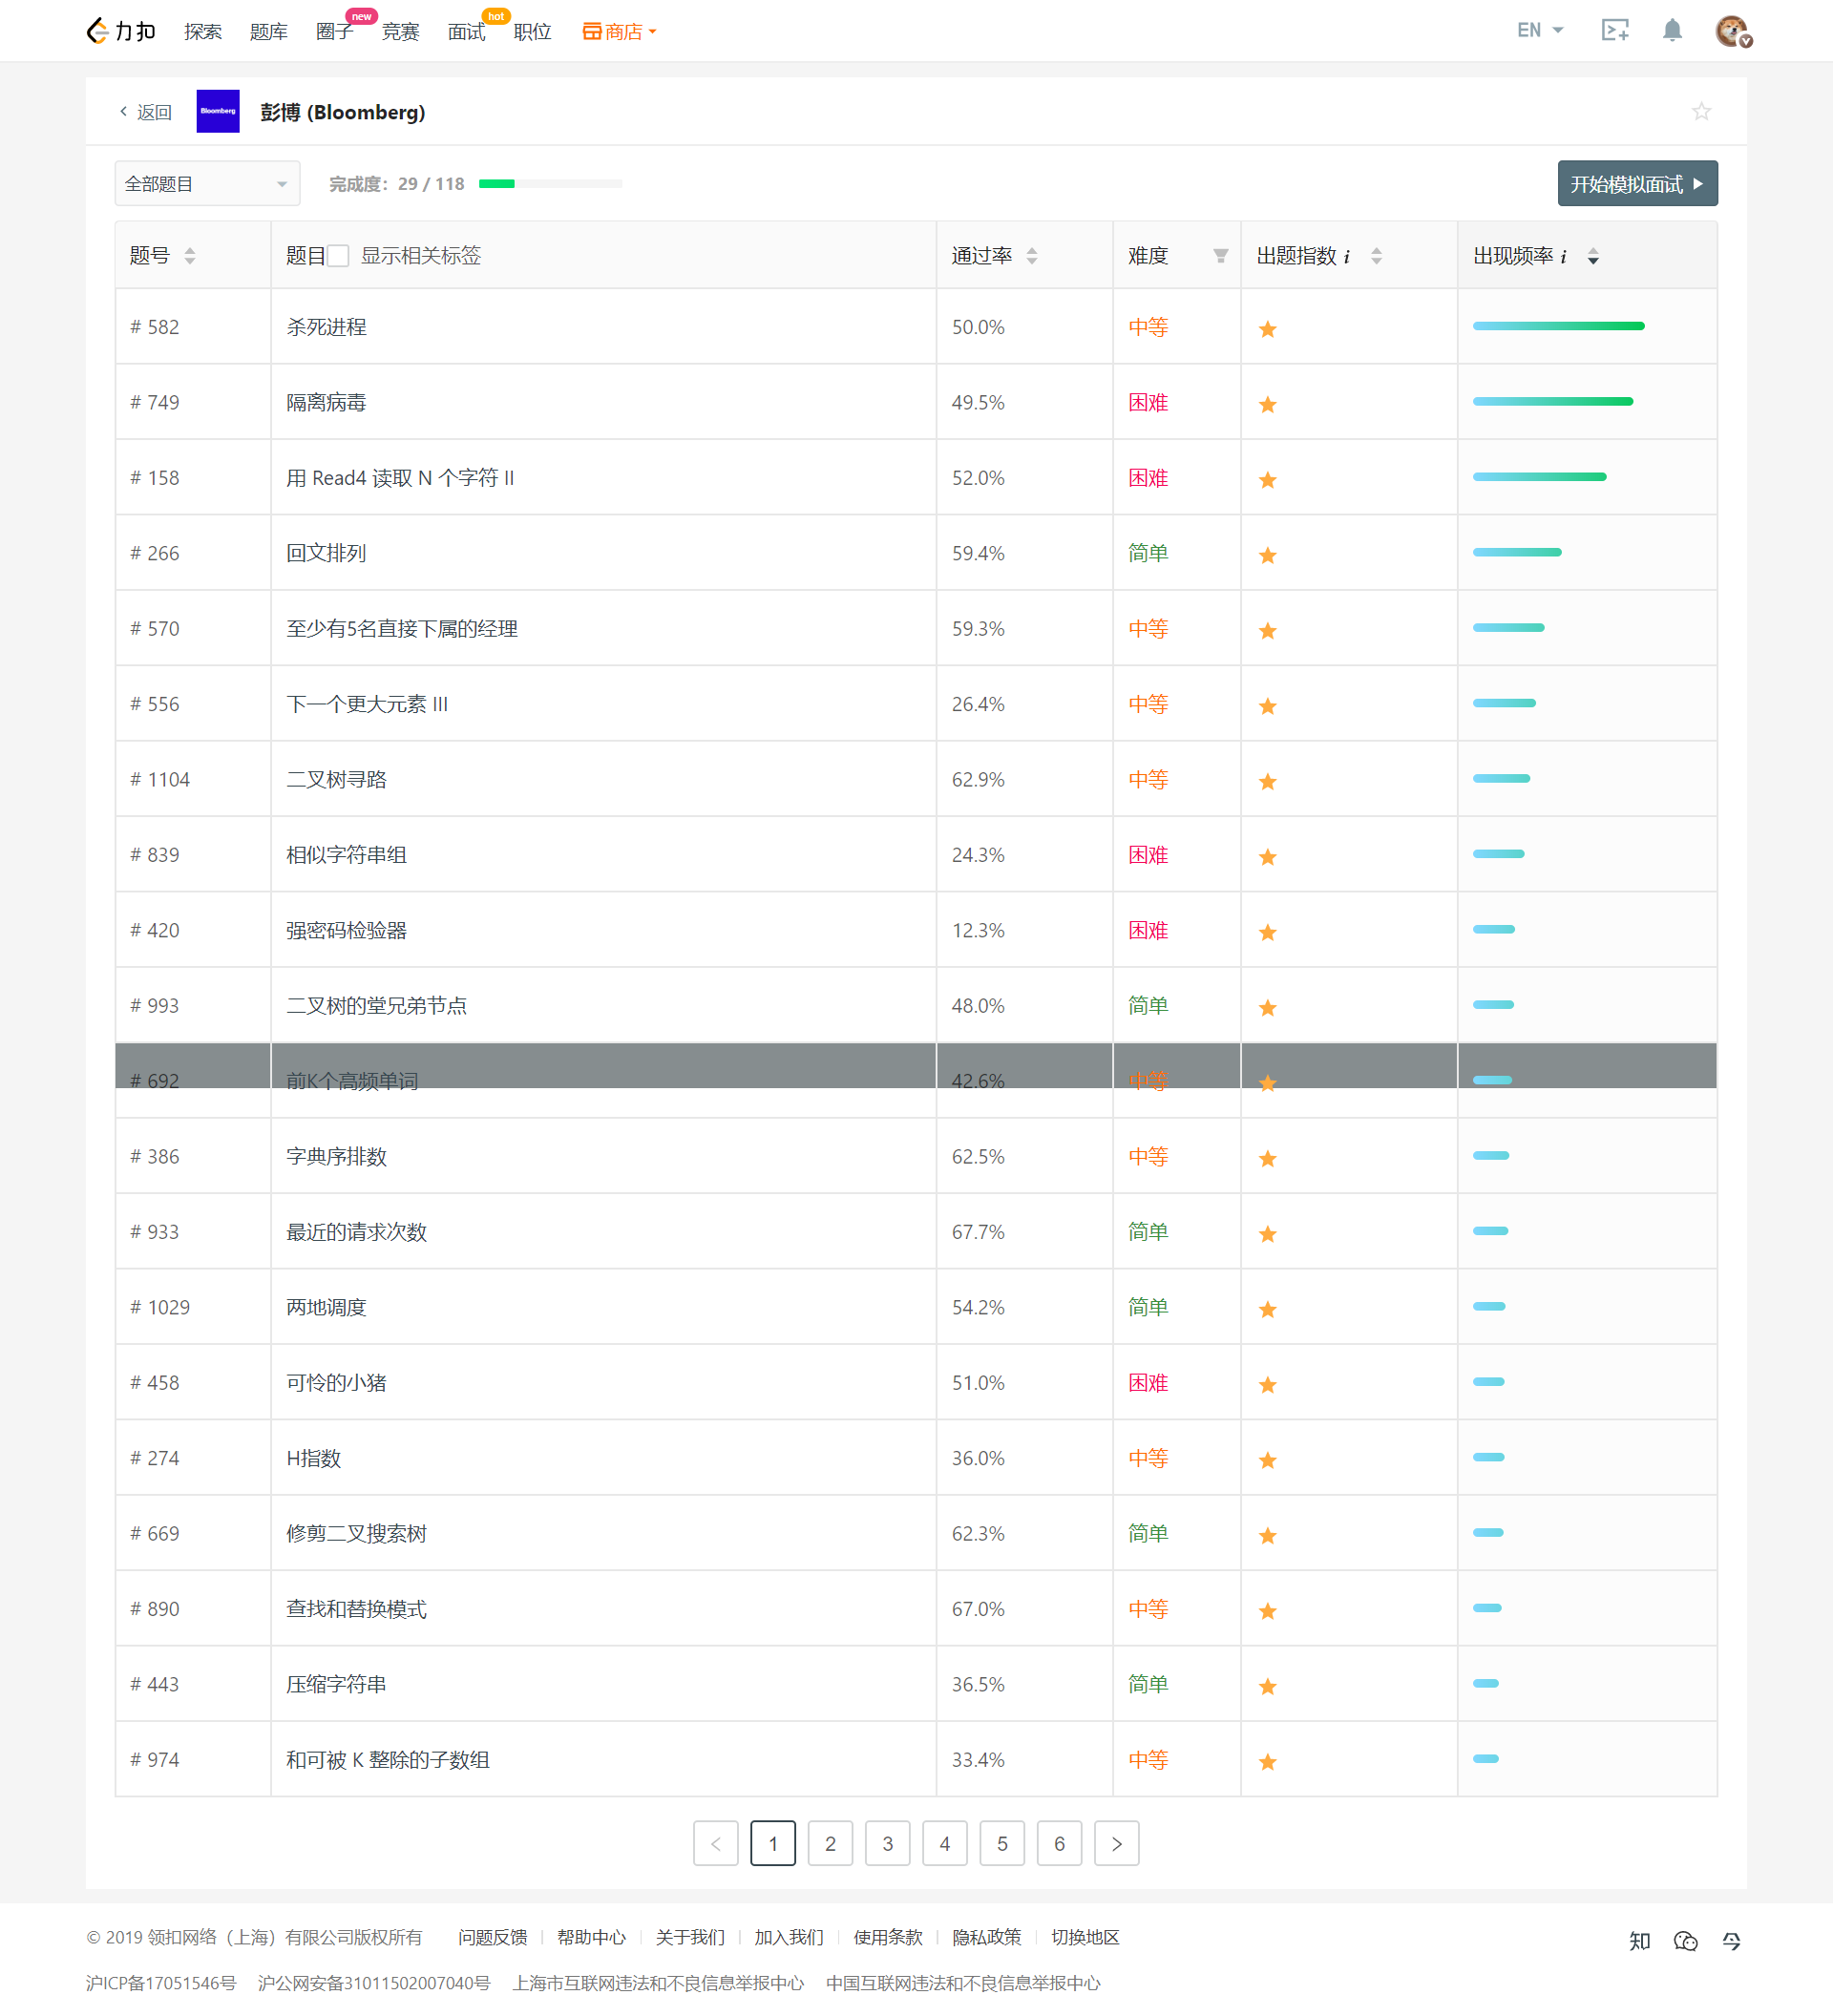 力扣 探索 题库 圈子 new 竞赛 面试 hot 职位 商店 EN
返回 Bloomberg 彭博 (Bloomberg)
全部题目 完成度：29 / 118 开始模拟面试
题号 题目 显示相关标签 通过率 难度 出题指数 i 出现频率 i
# 582 杀死进程 50.0% 中等
# 749 隔离病毒 49.5% 困难
# 158 用 Read4 读取 N 个字符 II 52.0% 困难
# 266 回文排列 59.4% 简单
# 570 至少有5名直接下属的经理 59.3% 中等
# 556 下一个更大元素 III 26.4% 中等
# 1104 二叉树寻路 62.9% 中等
# 839 相似字符串组 24.3% 困难
# 420 强密码检验器 12.3% 困难
# 993 二叉树的堂兄弟节点 48.0% 简单
# 692 前K个高频单词 42.6% 中等
# 386 字典序排数 62.5% 中等
# 933 最近的请求次数 67.7% 简单
# 1029 两地调度 54.2% 简单
# 458 可怜的小猪 51.0% 困难
# 274 H指数 36.0% 中等
# 669 修剪二叉搜索树 62.3% 简单
# 890 查找和替换模式 67.0% 中等
# 443 压缩字符串 36.5% 简单
# 974 和可被 K 整除的子数组 33.4% 中等
< 1 2 3 4 5 6 >
© 2019 领扣网络（上海）有限公司版权所有 问题反馈 | 帮助中心 | 关于我们 | 加入我们 | 使用条款 | 隐私政策 | 切换地区 知
沪ICP备17051546号 沪公网安备31011502007040号 上海市互联网违法和不良信息举报中心 中国互联网违法和不良信息举报中心